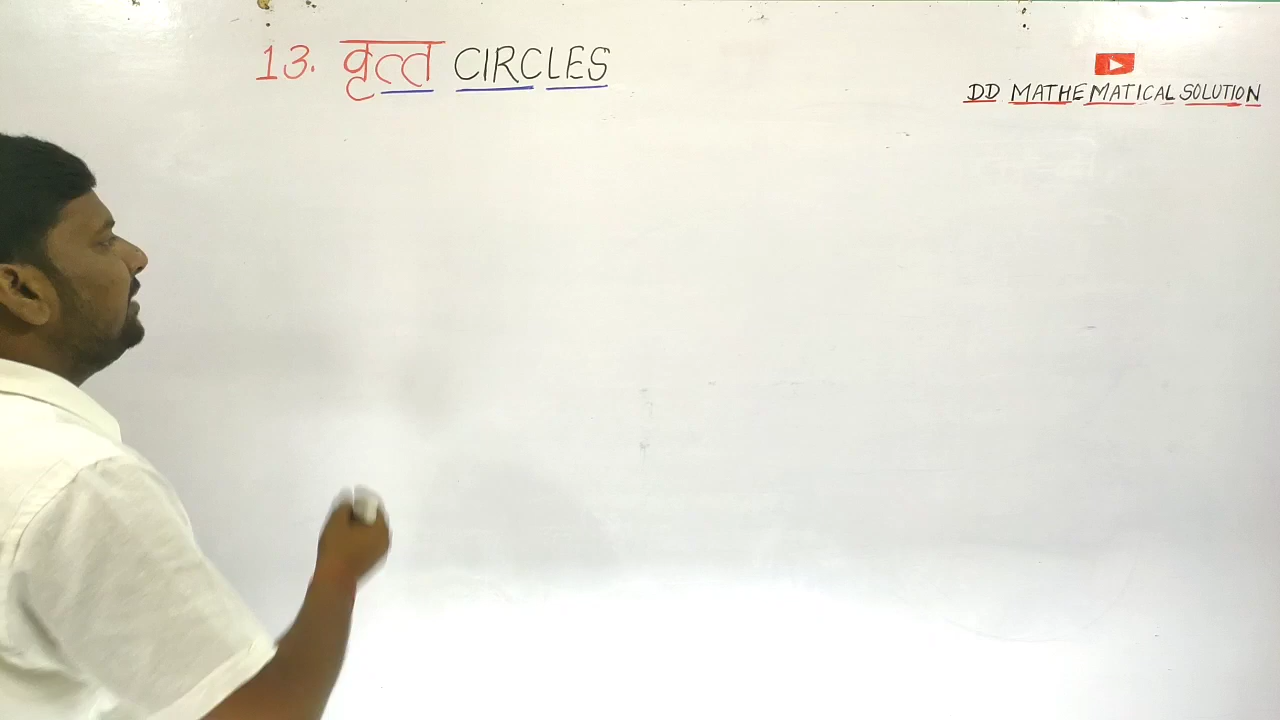 13. वृत्त CIRCLES
DD MATHEMATICAL SOLUTION